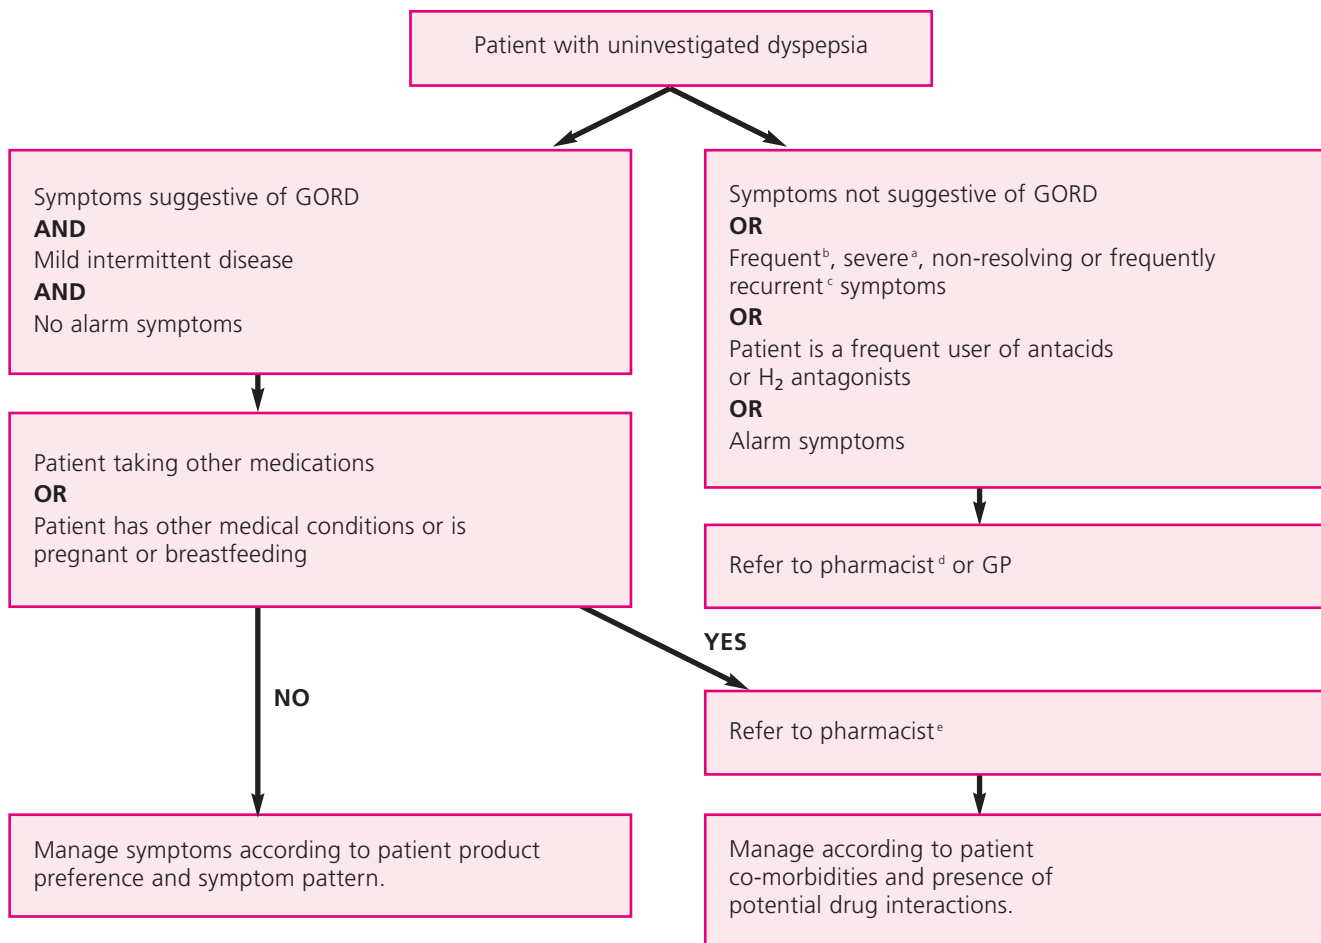 Patient with uninvestigated dyspepsia
Symptoms suggestive of GORD
AND
Mild intermittent disease
AND
No alarm symptoms
Symptoms not suggestive of GORD
OR
Frequentᵇ, severeᵃ, non-resolving or frequently
recurrentᶜ symptoms
OR
Patient is a frequent user of antacids
or H₂ antagonists
OR
Alarm symptoms
Patient taking other medications
OR
Patient has other medical conditions or is
pregnant or breastfeeding
Refer to pharmacistᵈ or GP
YES
NO
Refer to pharmacistᵉ
Manage symptoms according to patient product
preference and symptom pattern.
Manage according to patient
co-morbidities and presence of
potential drug interactions.